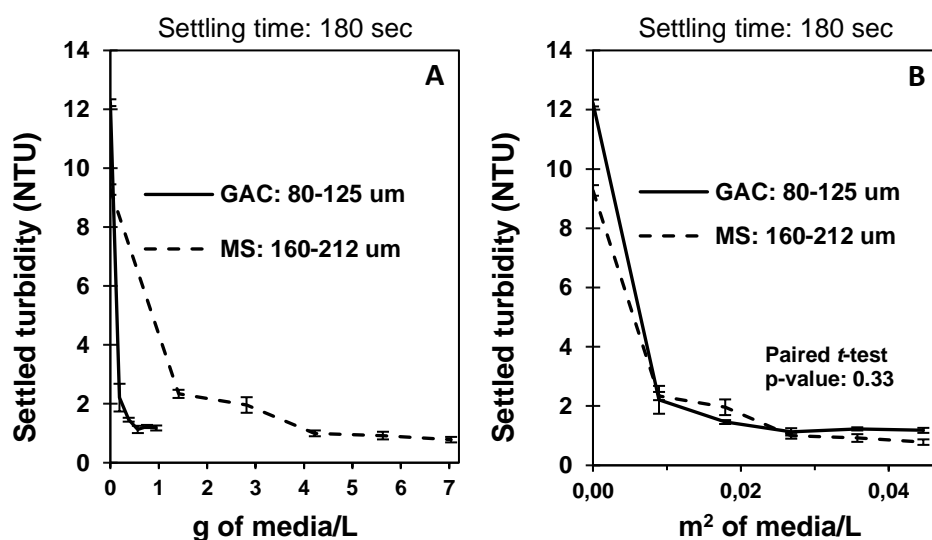 Settling time: 180 sec
A
14
12
10
8
6
4
2
0
Settled turbidity (NTU)
GAC: 80-125 um
MS: 160-212 um
0 1 2 3 4 5 6 7
g of media/L
Settling time: 180 sec
B
14
12
10
8
6
4
2
0
Settled turbidity (NTU)
GAC: 80-125 um
MS: 160-212 um
Paired t-test
p-value: 0.33
0,00 0,02 0,04
m² of media/L